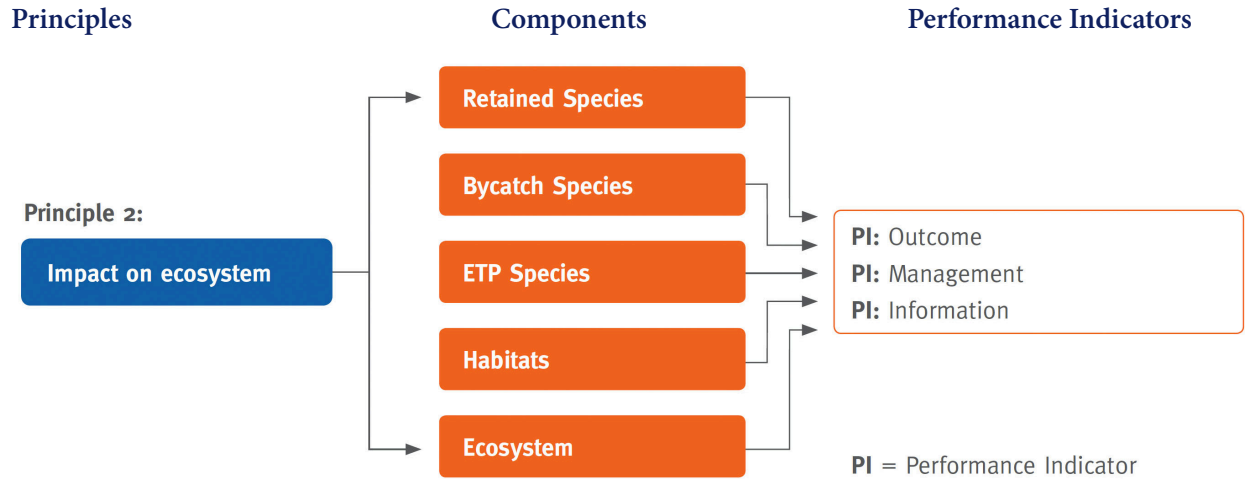 Principles
Components
Performance Indicators
Principle 2:
Impact on ecosystem
Retained Species
Bycatch Species
ETP Species
Habitats
Ecosystem
PI: Outcome
PI: Management
PI: Information
PI = Performance Indicator